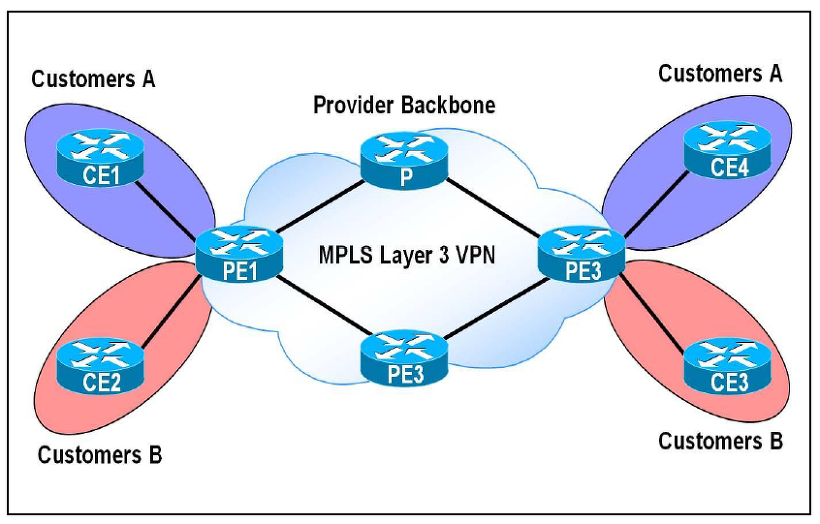 Customers A
Customers A
Provider Backbone
CE1
P
CE4
PE1
MPLS Layer 3 VPN
PE3
CE2
PE3
CE3
Customers B
Customers B